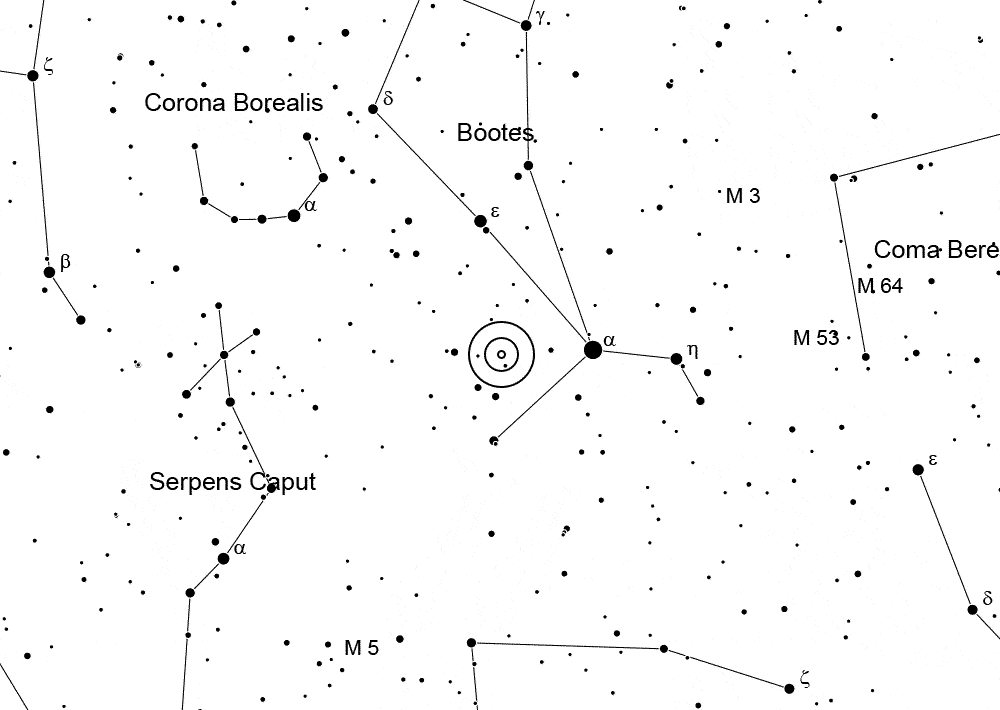 γ
ζ
δ
Corona Borealis
Bootes
M 3
α
ε
Coma Bere
β
M 64
M 53
α
η
ε
Serpens Caput
α
δ
M 5
ζ